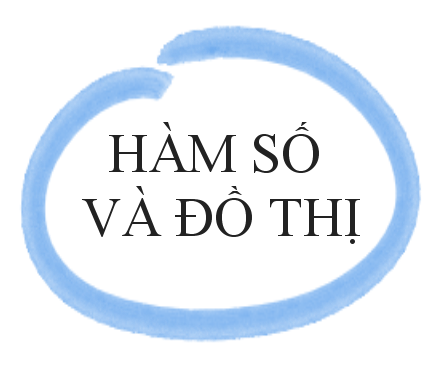 HÀM SỐ
VÀ ĐỒ THỊ